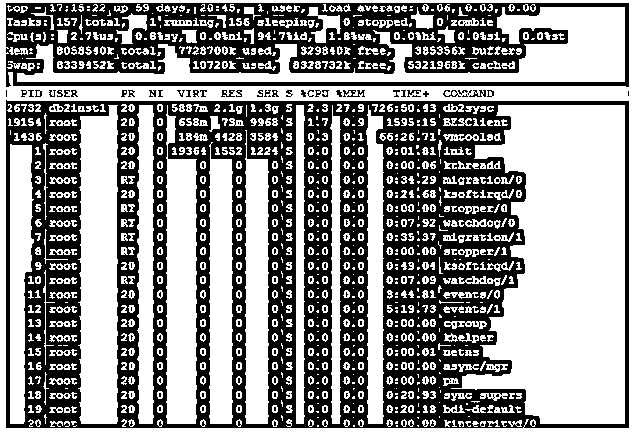 top - 17:15:22 up 59 days, 20:45, 1 user, load average: 0.06, 0.03, 0.00
Tasks: 157 total, 1 running, 156 sleeping, 0 stopped, 0 zombie
Cpu(s): 2.7%us, 0.8%sy, 0.0%ni, 94.7%id, 1.8%wa, 0.0%hi, 0.0%si, 0.0%st
Mem: 8058540k total, 7728700k used, 329840k free, 385356k buffers
Swap: 8339452k total, 10720k used, 8328732k free, 5321968k cached
PID USER PR NI VIRT RES SHR S %CPU %MEM TIME+ COMMAND
26732 db2inst1 20 0 5887m 2.1g 1.3g S 2.3 27.9 726:50.43 db2sysc
19154 root 20 0 658m 73m 9968 S 1.7 0.9 1595:15 BESClient
1436 root 20 0 184m 4428 3584 S 0.3 0.1 66:26.71 vmtoolsd
1 root 20 0 19364 1552 1224 S 0.0 0.0 0:01.81 init
2 root 20 0 0 0 0 S 0.0 0.0 0:00.06 kthreadd
3 root RT 0 0 0 0 S 0.0 0.0 0:34.29 migration/0
4 root 20 0 0 0 0 S 0.0 0.0 0:24.68 ksoftirqd/0
5 root RT 0 0 0 0 S 0.0 0.0 0:00.00 stopper/0
6 root RT 0 0 0 0 S 0.0 0.0 0:07.92 watchdog/0
7 root RT 0 0 0 0 S 0.0 0.0 0:35.37 migration/1
8 root RT 0 0 0 0 S 0.0 0.0 0:00.00 stopper/1
9 root 20 0 0 0 0 S 0.0 0.0 0:49.04 ksoftirqd/1
10 root RT 0 0 0 0 S 0.0 0.0 0:07.09 watchdog/1
11 root 20 0 0 0 0 S 0.0 0.0 3:44.81 events/0
12 root 20 0 0 0 0 S 0.0 0.0 5:19.73 events/1
13 root 20 0 0 0 0 S 0.0 0.0 0:00.00 cgroup
14 root 20 0 0 0 0 S 0.0 0.0 0:00.00 khelper
15 root 20 0 0 0 0 S 0.0 0.0 0:00.01 netns
16 root 20 0 0 0 0 S 0.0 0.0 0:00.00 async/mgr
17 root 20 0 0 0 0 S 0.0 0.0 0:00.00 pm
18 root 20 0 0 0 0 S 0.0 0.0 0:20.93 sync_supers
19 root 20 0 0 0 0 S 0.0 0.0 0:20.18 bdi-default
20 root 20 0 0 0 0 S 0.0 0.0 0:00.00 kintegrityd/0